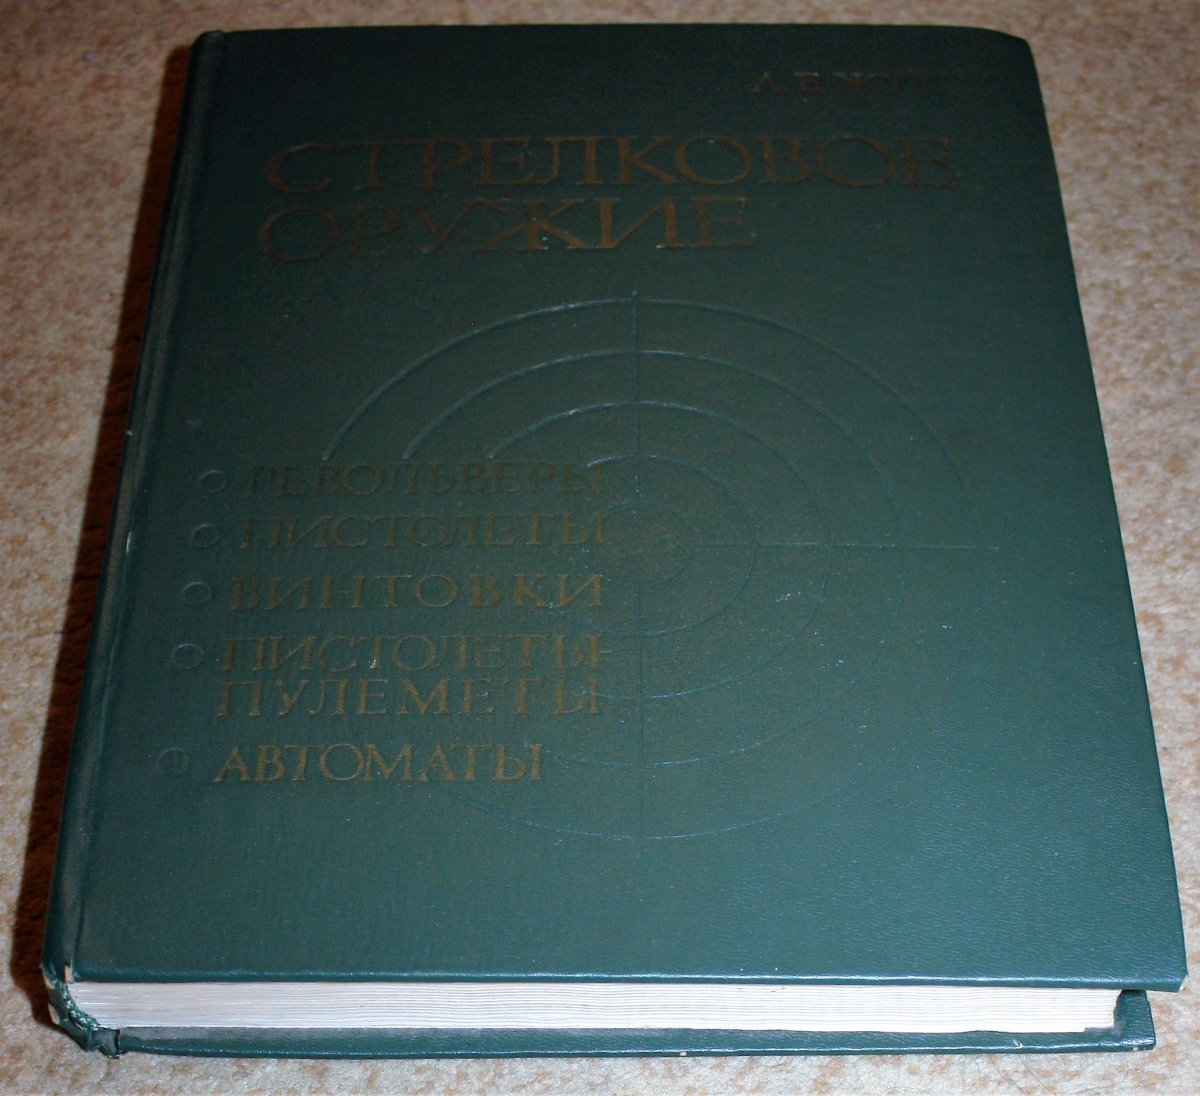 А. Б. ЖУК
СТРЕЛКОВОЕ
ОРУЖИЕ
РЕВОЛЬВЕРЫ
ПИСТОЛЕТЫ
ВИНТОВКИ
ПИСТОЛЕТЫ-
ПУЛЕМЕТЫ
АВТОМАТЫ